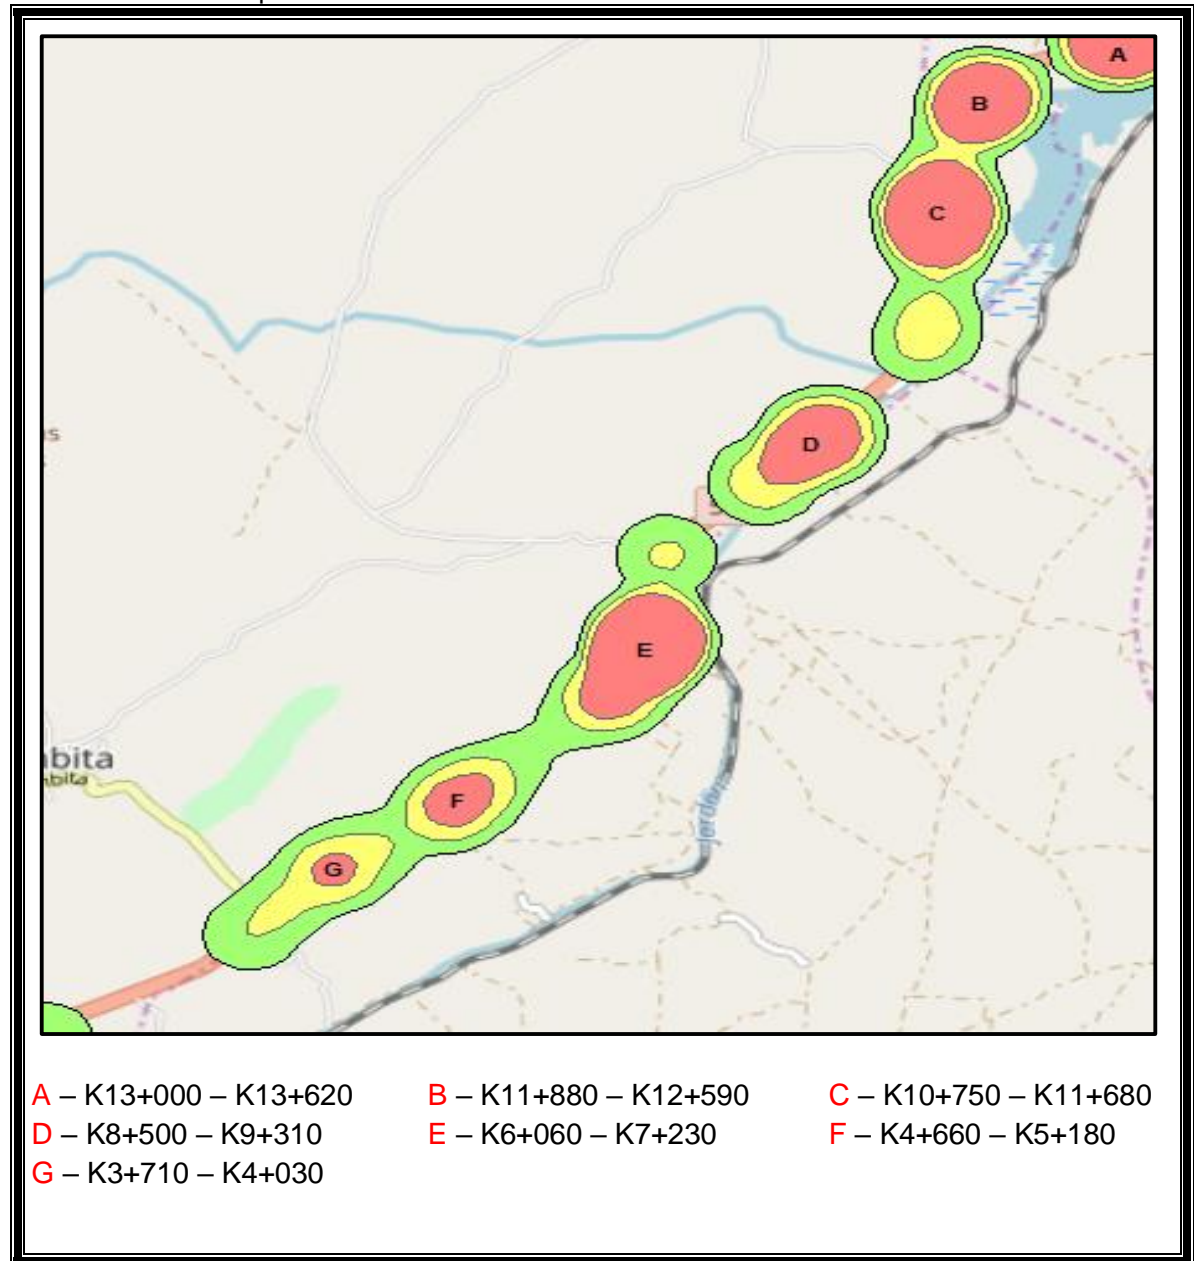 A
B
C
D
E
F
G
Jordan
A – K13+000 – K13+620 B – K11+880 – K12+590 C – K10+750 – K11+680
D – K8+500 – K9+310 E – K6+060 – K7+230 F – K4+660 – K5+180
G – K3+710 – K4+030